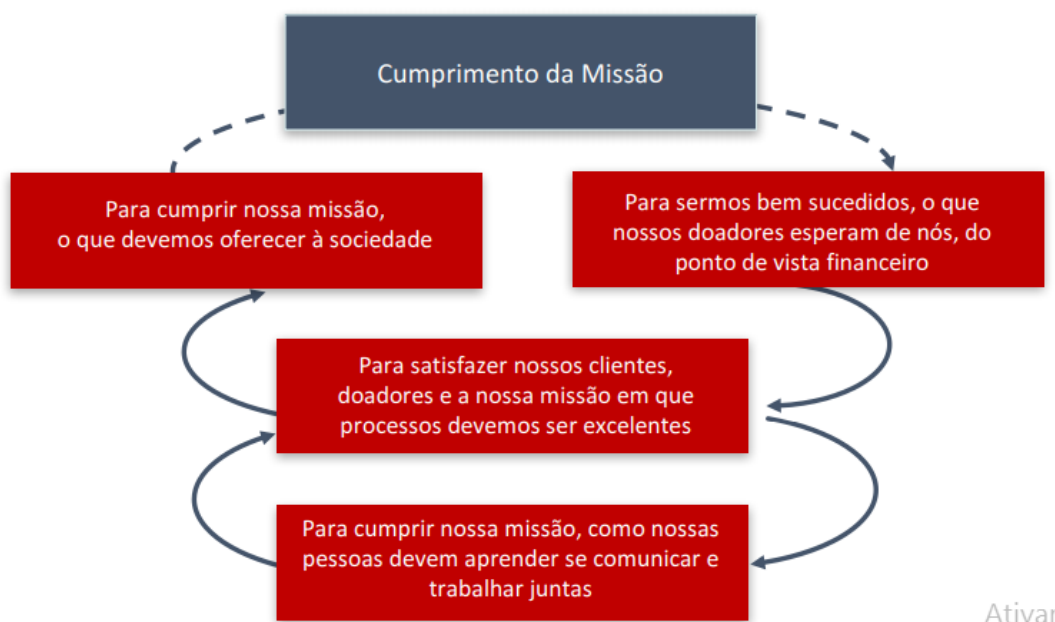 Cumprimento da Missão
Para cumprir nossa missão,
o que devemos oferecer à sociedade
Para sermos bem sucedidos, o que
nossos doadores esperam de nós, do
ponto de vista financeiro
Para satisfazer nossos clientes,
doadores e a nossa missão em que
processos devemos ser excelentes
Para cumprir nossa missão, como nossas
pessoas devem aprender se comunicar e
trabalhar juntas
Ativar